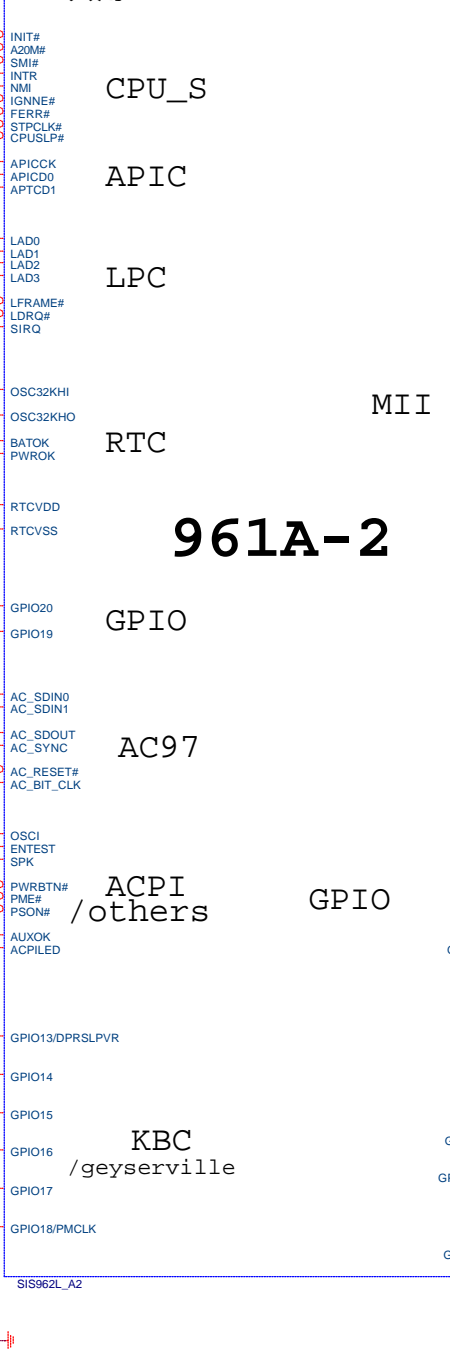 INIT#
A20M#
SMI#
INTR
NMI
IGNNE#
FERR#
STPCLK#
CPUSLP#
CPU_S
APICCK
APICD0
APTCD1
APIC
LAD0
LAD1
LAD2
LAD3
LPC
LFRAME#
LDRQ#
SIRQ
OSC32KHI
MII
OSC32KHO
BATOK
PWROK
RTC
RTCVDD
RTCVSS
961A-2
GPIO20
GPIO19
GPIO
AC_SDIN0
AC_SDIN1
AC_SDOUT
AC_SYNC
AC97
AC_RESET#
AC_BIT_CLK
OSCI
ENTEST
SPK
PWRBTN#
PME#
PSON#
ACPI
/others
GPIO
AUXOK
ACPILED
GPIO13/DPRSLPVR
GPIO14
GPIO15
GPIO16
KBC
/geyserville
GPIO17
GPIO18/PMCLK
SIS962L_A2